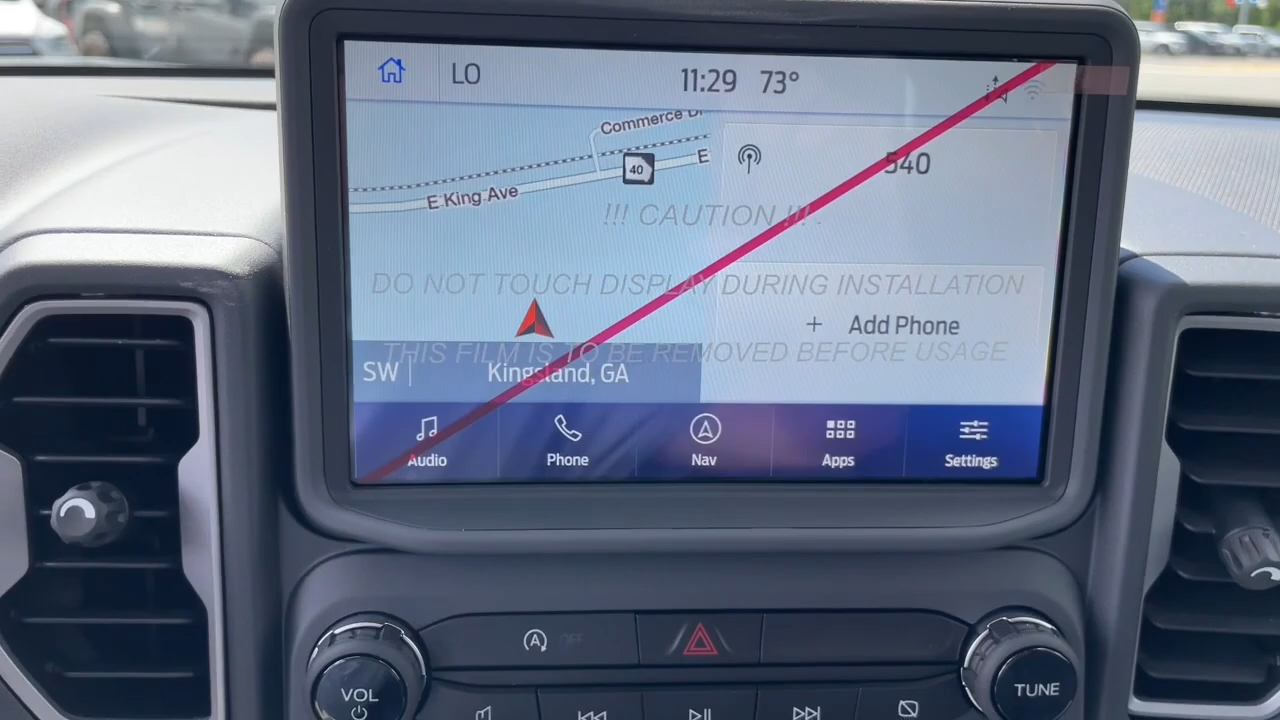 LO
11:29 73°
Commerce
40
E
E King Ave
540
!!! CAUTION !!!
DO NOT TOUCH DISPLAY DURING INSTALLATION
+ Add Phone
THIS FILM IS TO BE REMOVED BEFORE USAGE
SW | Kingsland, GA
Audio
Phone
Nav
Apps
Settings
A OFF
VOL
TUNE